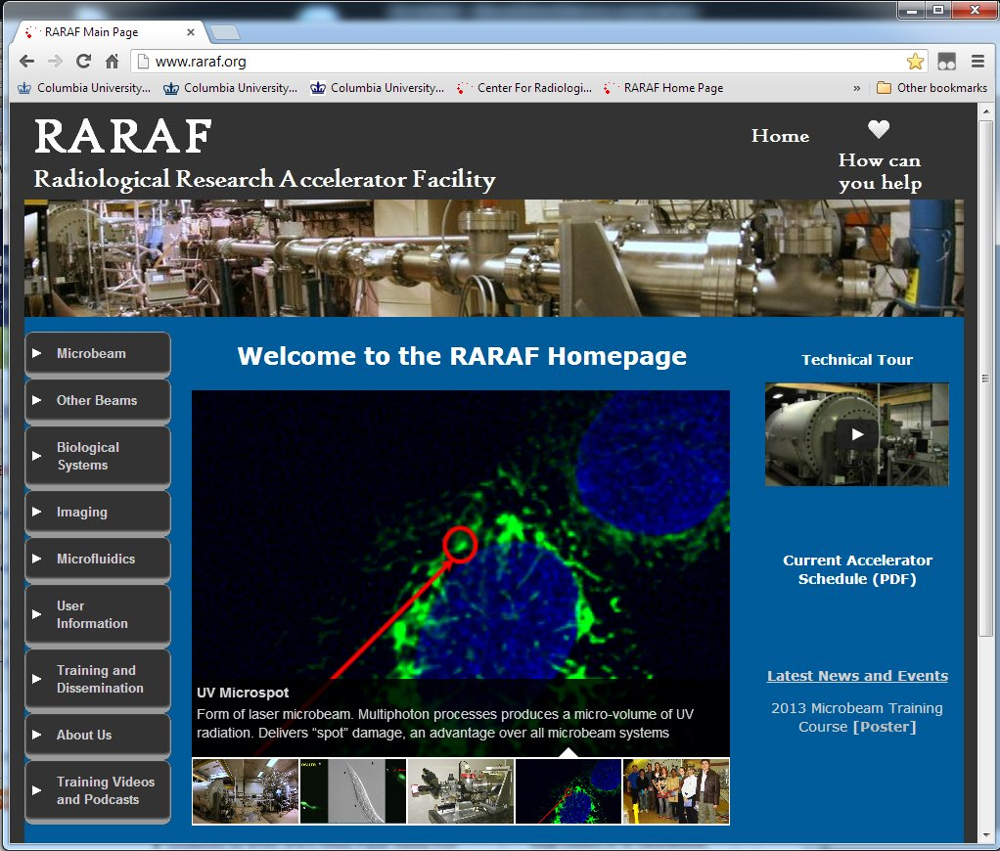 RARAF Main Page
www.raraf.org
Columbia University...
Columbia University...
Columbia University...
Center For Radiologi...
RARAF Home Page
»
Other bookmarks
RARAF
Radiological Research Accelerator Facility
Home
How can
you help
Microbeam
Other Beams
Biological
Systems
Imaging
Microfluidics
User
Information
Training and
Dissemination
About Us
Training Videos
and Podcasts
Welcome to the RARAF Homepage
UV Microspot
Form of laser microbeam. Multiphoton processes produces a micro-volume of UV
radiation. Delivers “spot” damage, an advantage over all microbeam systems
Technical Tour
Current Accelerator
Schedule (PDF)
Latest News and Events
2013 Microbeam Training
Course [Poster]